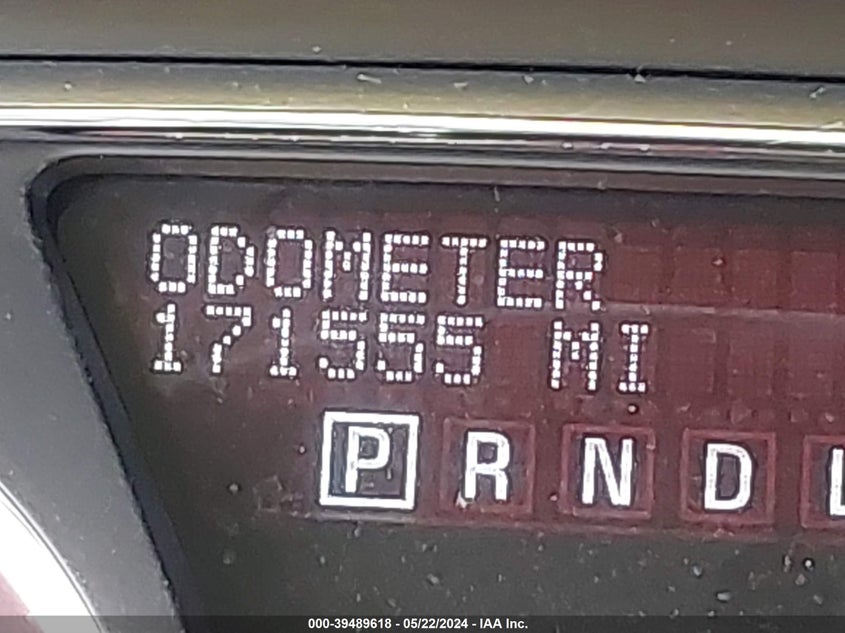 ODOMETER
171555 MI
P R N D L
000-39489618 - 05/22/2024 - IAA Inc.